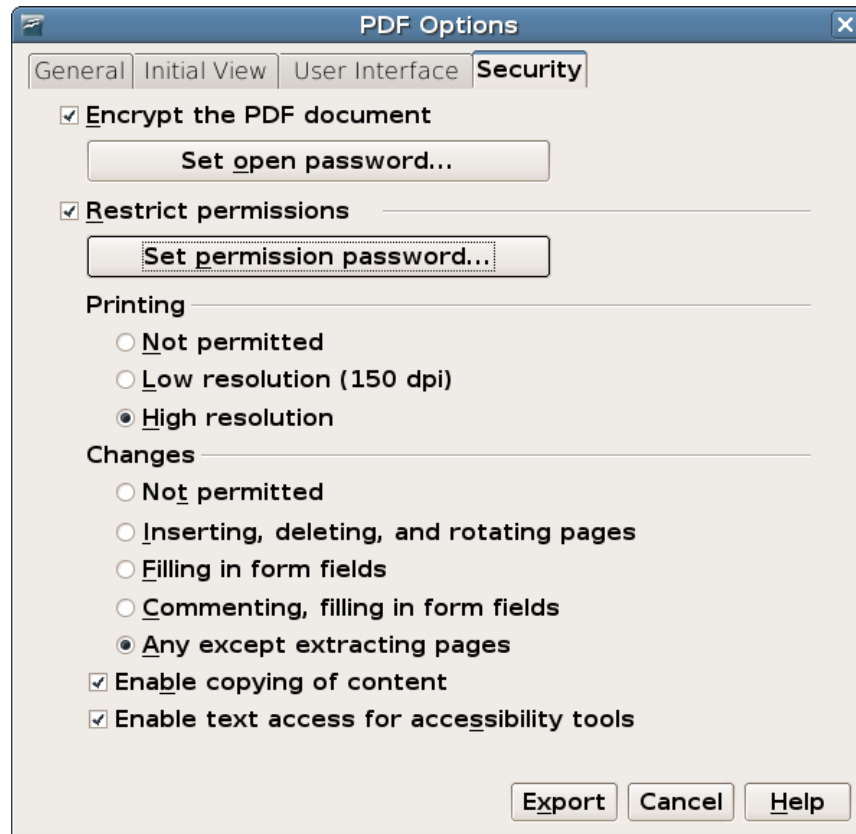 PDF Options
General Initial View User Interface Security
Encrypt the PDF document
Set open password...
Restrict permissions
Set permission password...
Printing
Not permitted
Low resolution (150 dpi)
High resolution
Changes
Not permitted
Inserting, deleting, and rotating pages
Filling in form fields
Commenting, filling in form fields
Any except extracting pages
Enable copying of content
Enable text access for accessibility tools
Export Cancel Help